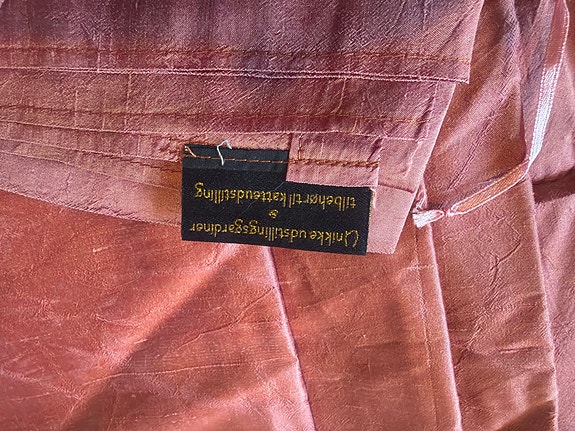 Unikke udstillingsgardiner
&
tilbehør til katteudstilling